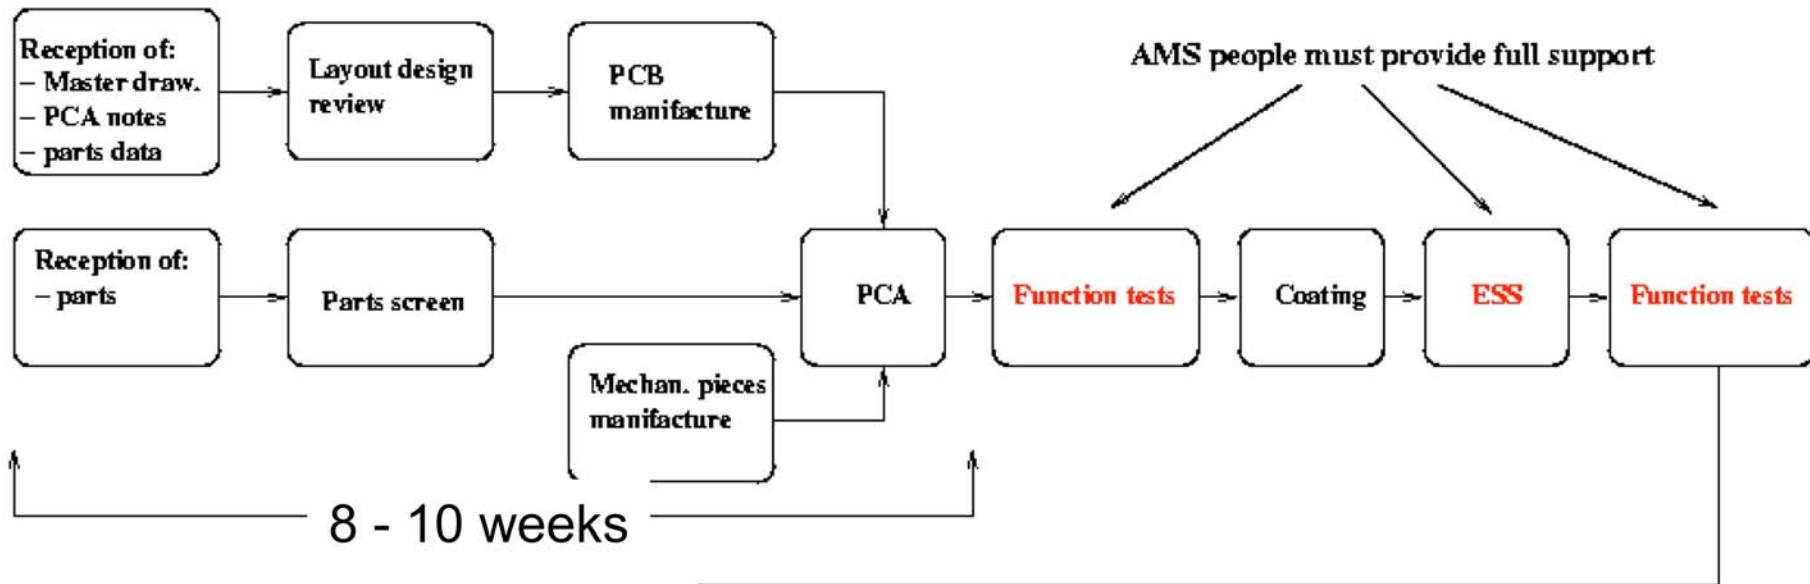 Reception of:
– Master draw.
– PCA notes
– parts data
Layout design
review
PCB
manifacture
AMS people must provide full support
Reception of:
– parts
Parts screen
Mechan. pieces
manifacture
PCA
Function tests
Coating
ESS
Function tests
8 - 10 weeks